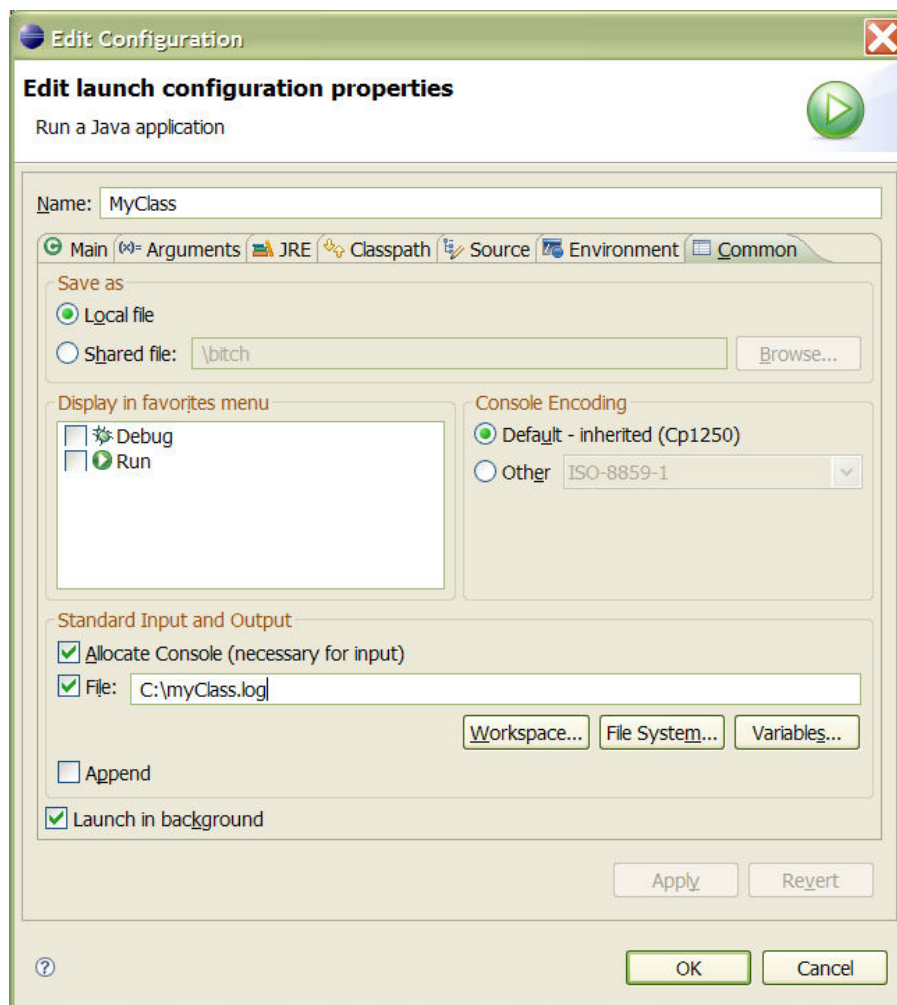 Edit Configuration
Edit launch configuration properties
Run a Java application
Name: MyClass
Main (x)= Arguments JRE Classpath Source Environment Common
Save as
Local file
Shared file: \bitch Browse...
Display in favorites menu Console Encoding
Debug Default - inherited (Cp1250)
Run Other ISO-8859-1
Standard Input and Output
Allocate Console (necessary for input)
File: C:\myClass.log
Workspace... File System... Variables...
Append
Launch in background
Apply Revert
? OK Cancel